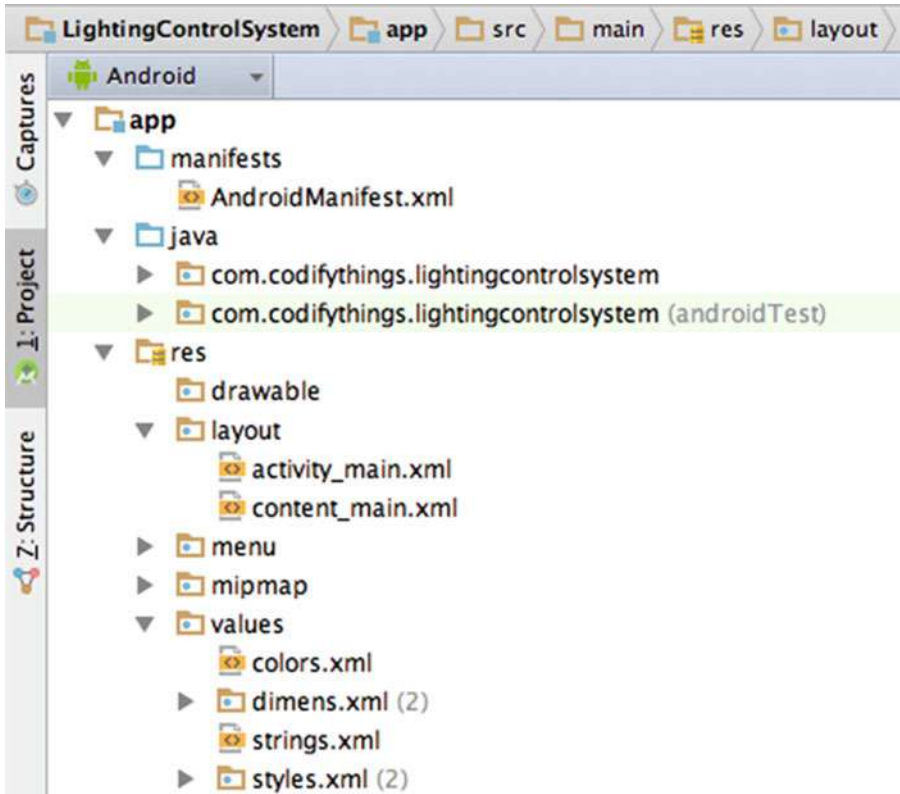 LightingControlSystem app src main res layout
Android
Captures
1: Project
Z: Structure
app
manifests
AndroidManifest.xml
java
com.codifythings.lightingcontrolsystem
com.codifythings.lightingcontrolsystem (androidTest)
res
drawable
layout
activity_main.xml
content_main.xml
menu
mipmap
values
colors.xml
dimens.xml (2)
strings.xml
styles.xml (2)